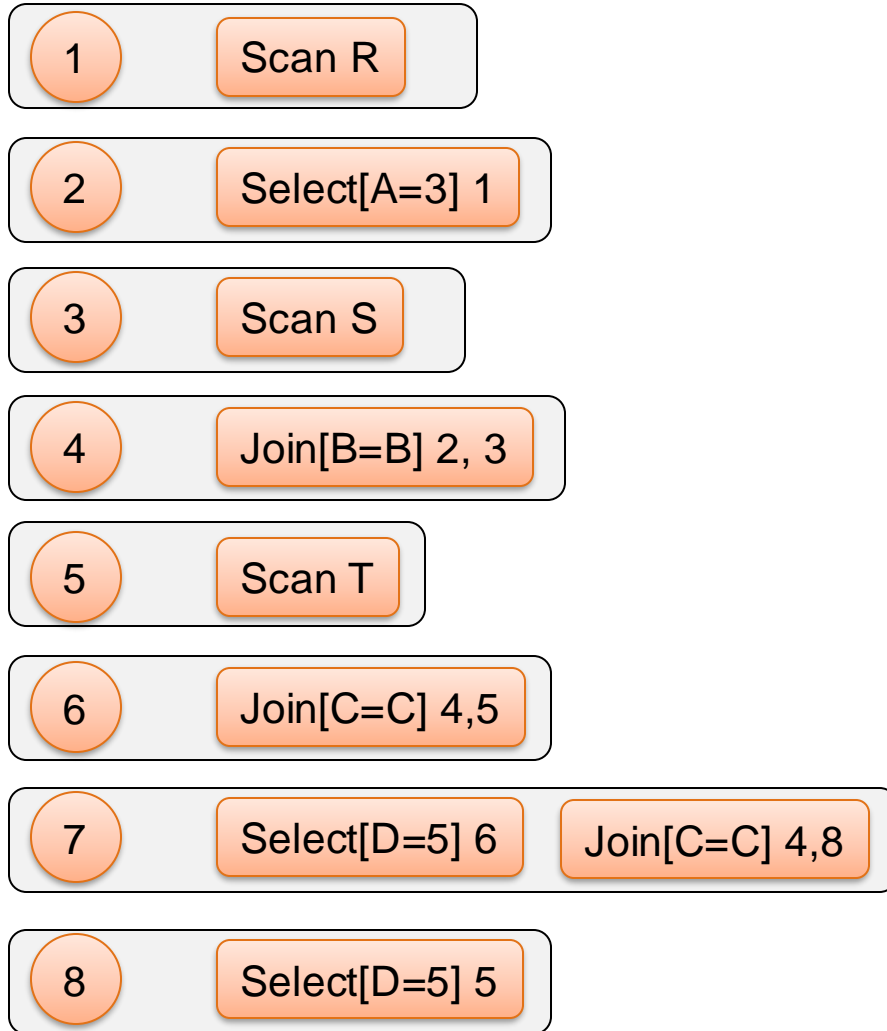 1 Scan R
2 Select[A=3] 1
3 Scan S
4 Join[B=B] 2, 3
5 Scan T
6 Join[C=C] 4,5
7 Select[D=5] 6 Join[C=C] 4,8
8 Select[D=5] 5